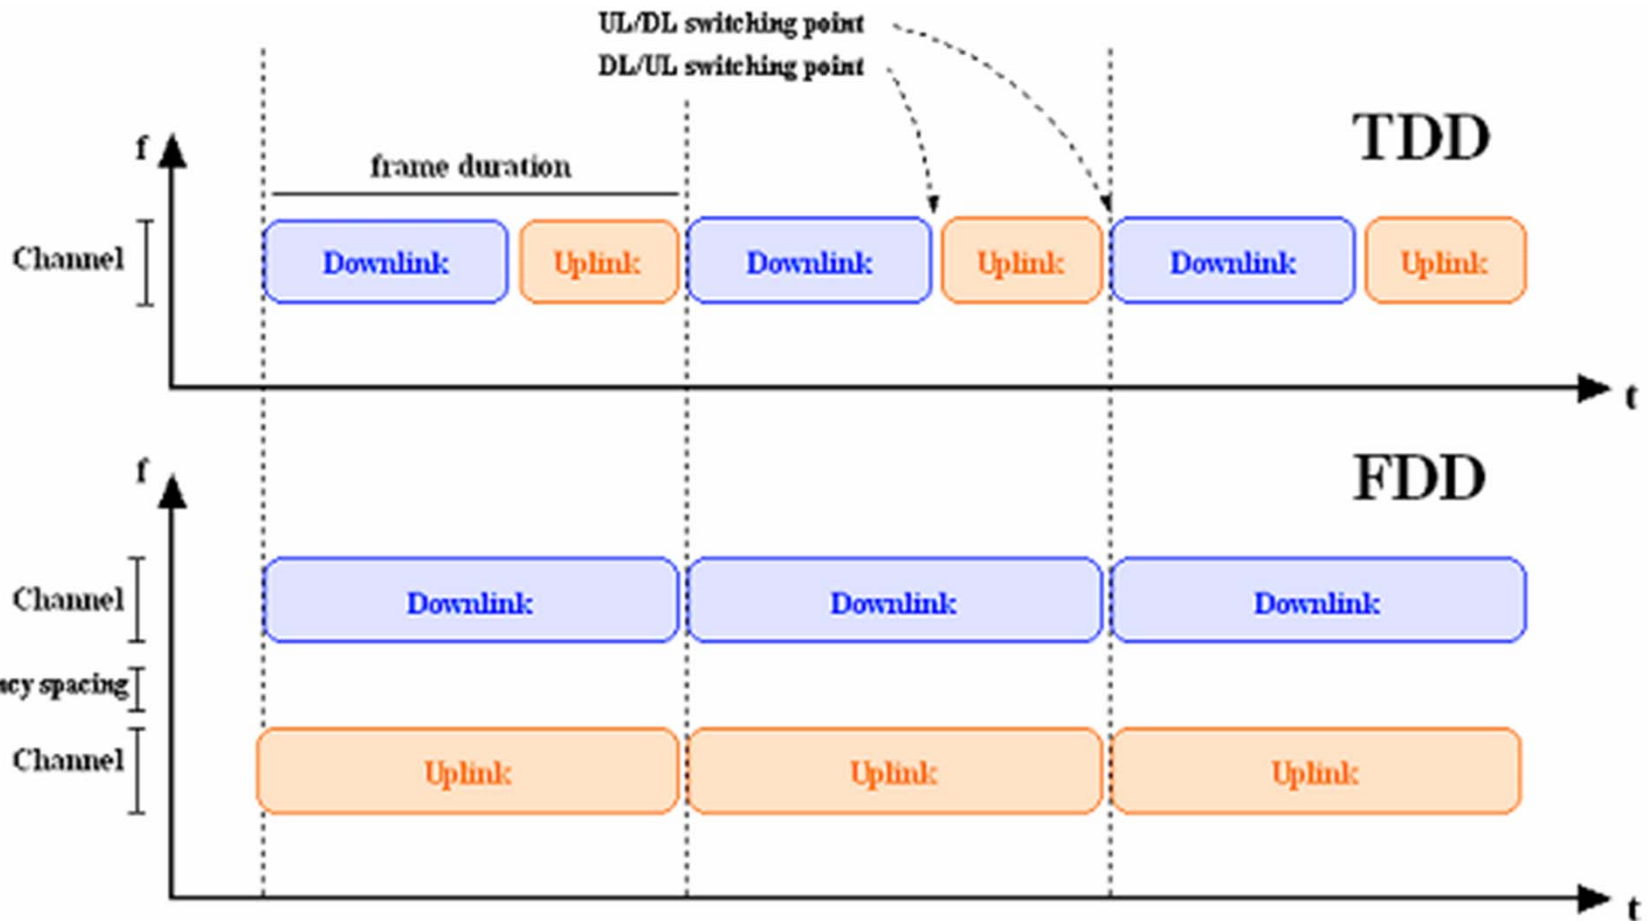 UL/DL switching point
DL/UL switching point
TDD
f
frame duration
Channel
Downlink Uplink Downlink Uplink Downlink Uplink
t
FDD
f
Channel
Downlink Downlink Downlink
spacing
Channel
Uplink Uplink Uplink
t